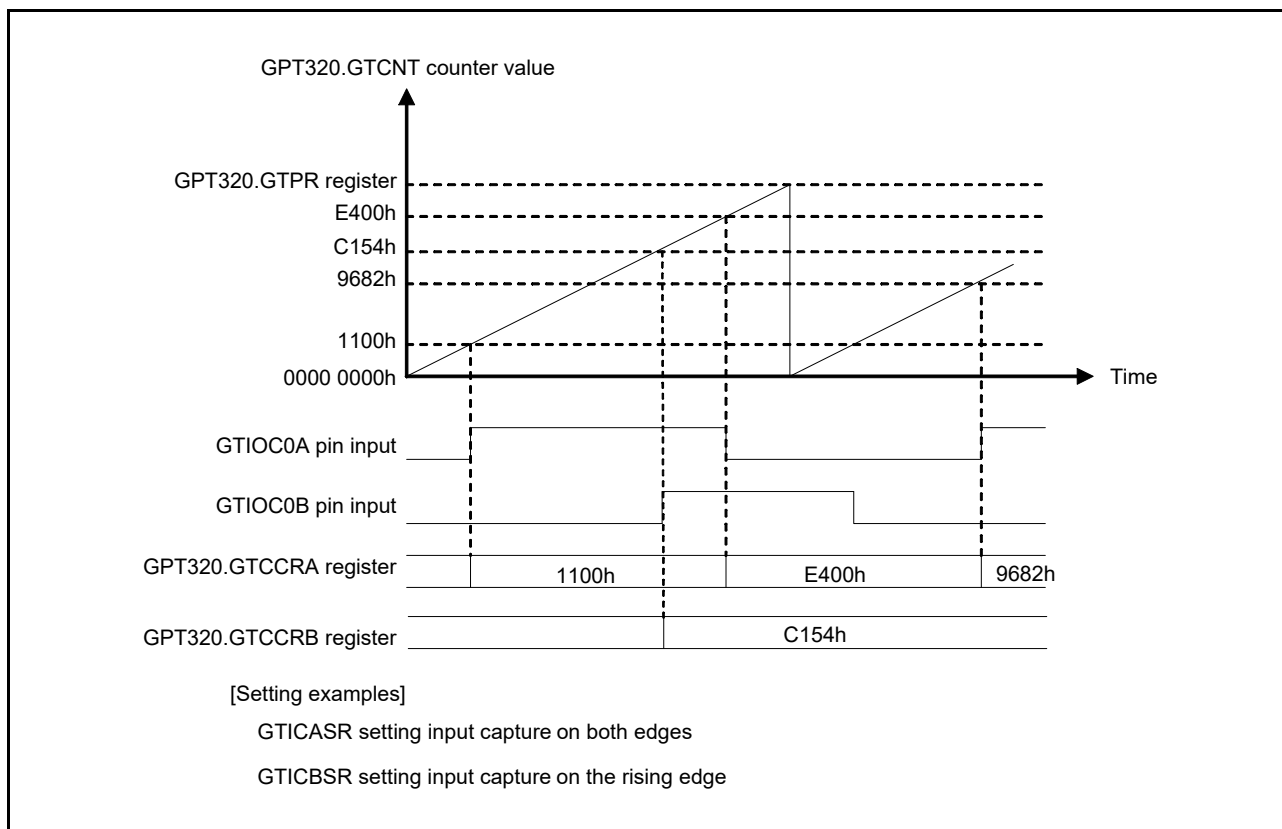 GPT320.GTCNT counter value
GPT320.GTPR register
E400h
C154h
9682h
1100h
0000 0000h
Time
GTIOC0A pin input
GTIOC0B pin input
GPT320.GTCCRA register
1100h
E400h
9682h
GPT320.GTCCRB register
C154h
[Setting examples]
GTICASR setting input capture on both edges
GTICBSR setting input capture on the rising edge